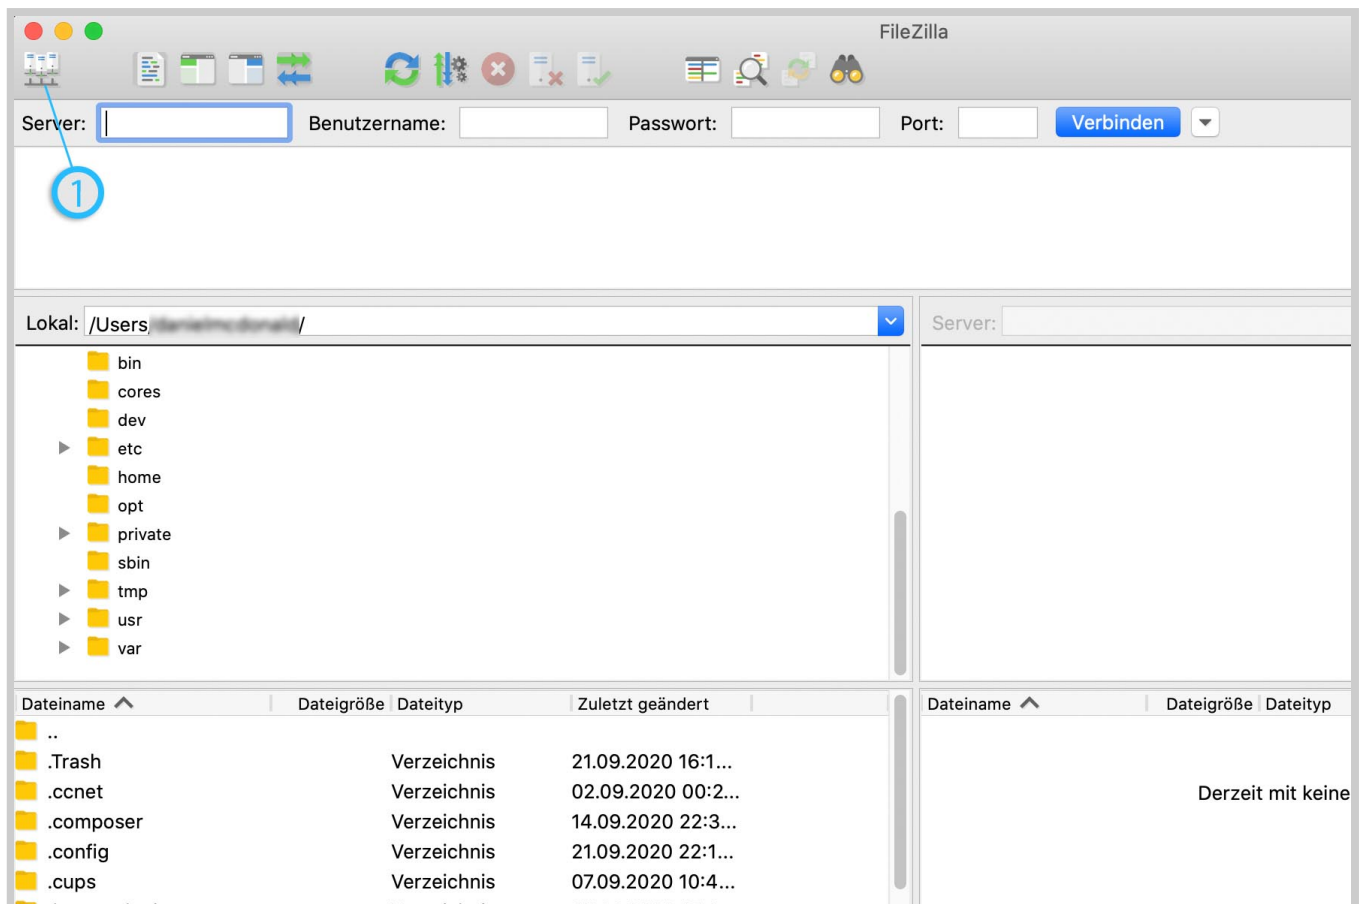 FileZilla
Server: Benutzername: Passwort: Port: Verbinden
1
Lokal: /Users / Server:
bin
cores
dev
etc
home
opt
private
sbin
tmp
usr
var
Dateiname Dateigröße Dateityp Zuletzt geändert Dateiname Dateigröße Dateityp
..
.Trash Verzeichnis 21.09.2020 16:1...
.ccnet Verzeichnis 02.09.2020 00:2... Derzeit mit keine
.composer Verzeichnis 14.09.2020 22:3...
.config Verzeichnis 21.09.2020 22:1...
.cups Verzeichnis 07.09.2020 10:4...